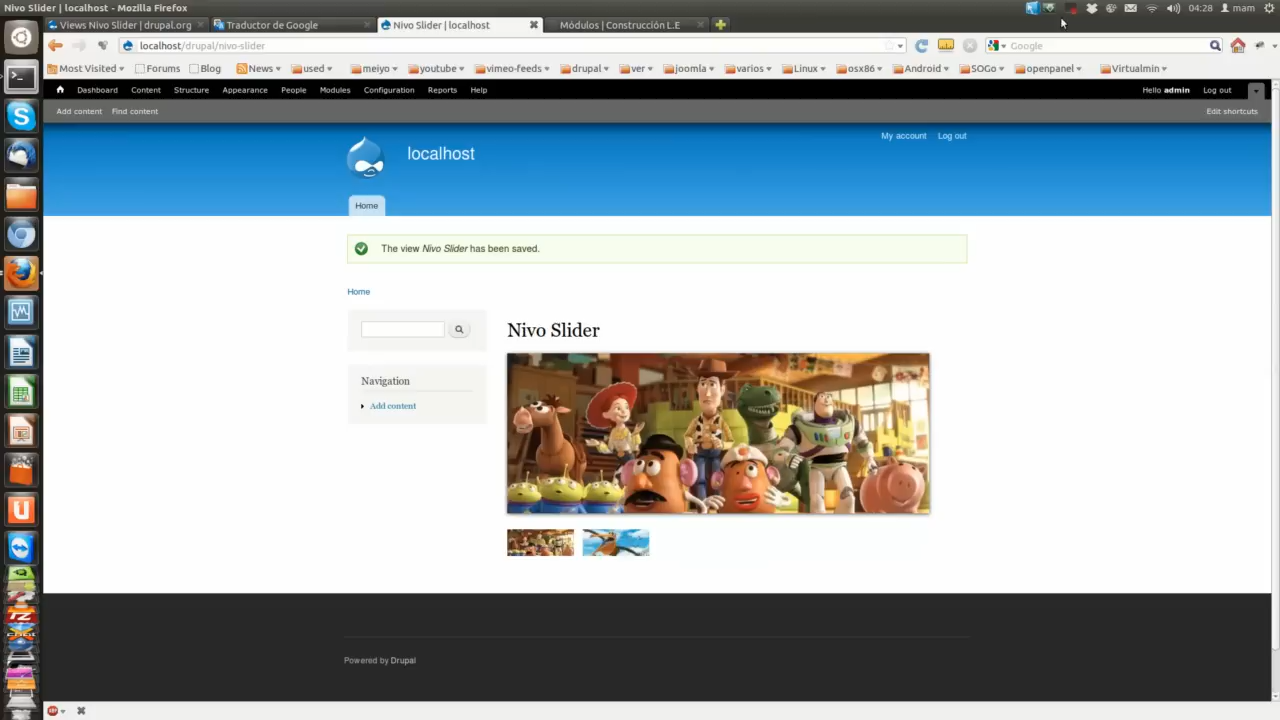 Nivo Slider | localhost - Mozilla Firefox
04:28 mam
Views Nivo Slider | drupal.org
Traductor de Google
Nivo Slider | localhost
Módulos | Construcción L.E
localhost/drupal/nivo-slider
Google
Most Visited Forums Blog News used meiyo youtube vimeo-feeds drupal ver joomla varios Linux osx86 Android SOGo openpanel Virtualmin
Dashboard Content Structure Appearance People Modules Configuration Reports Help
Hello admin Log out
Add content Find content
Edit shortcuts
My account Log out
localhost
Home
The view Nivo Slider has been saved.
Home
Nivo Slider
Navigation
Add content
Powered by Drupal